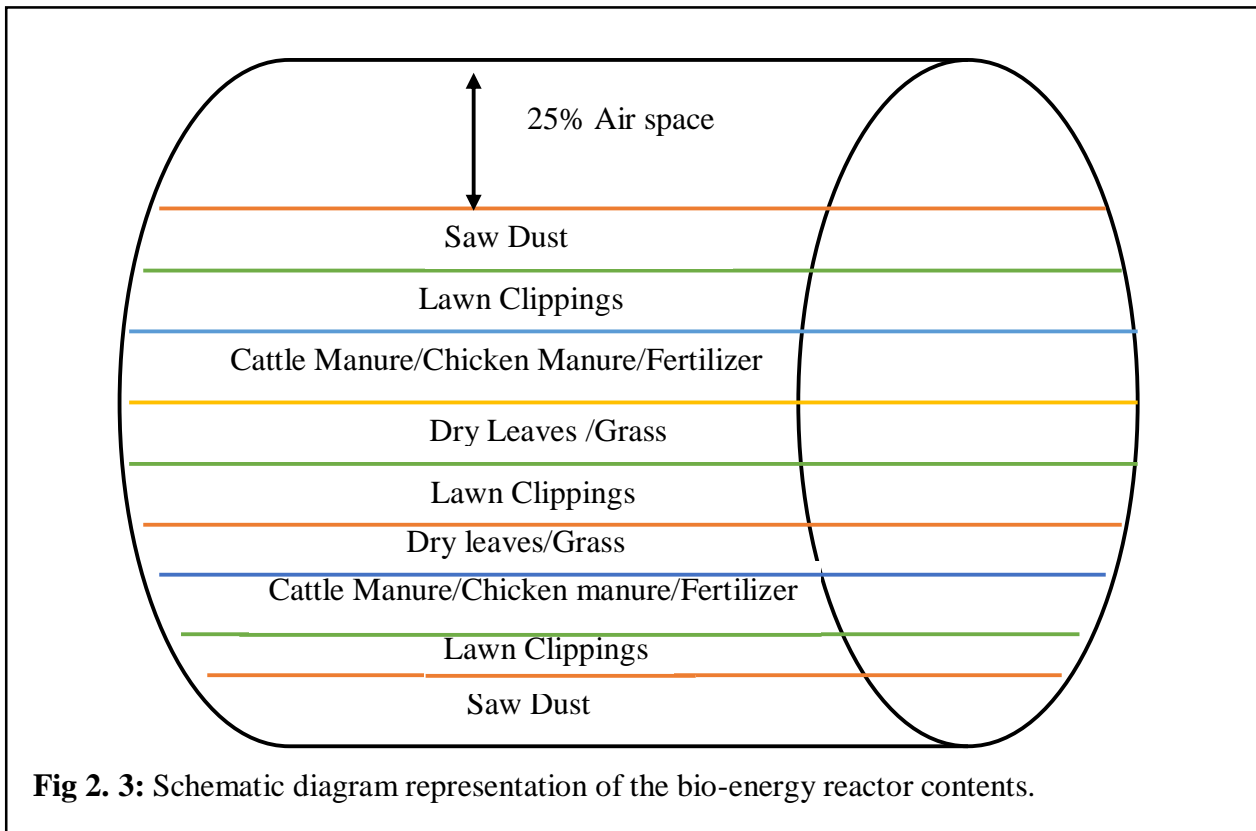 25% Air space
Saw Dust
Lawn Clippings
Cattle Manure/Chicken Manure/Fertilizer
Dry Leaves /Grass
Lawn Clippings
Dry leaves/Grass
Cattle Manure/Chicken manure/Fertilizer
Lawn Clippings
Saw Dust
Fig 2. 3: Schematic diagram representation of the bio-energy reactor contents.